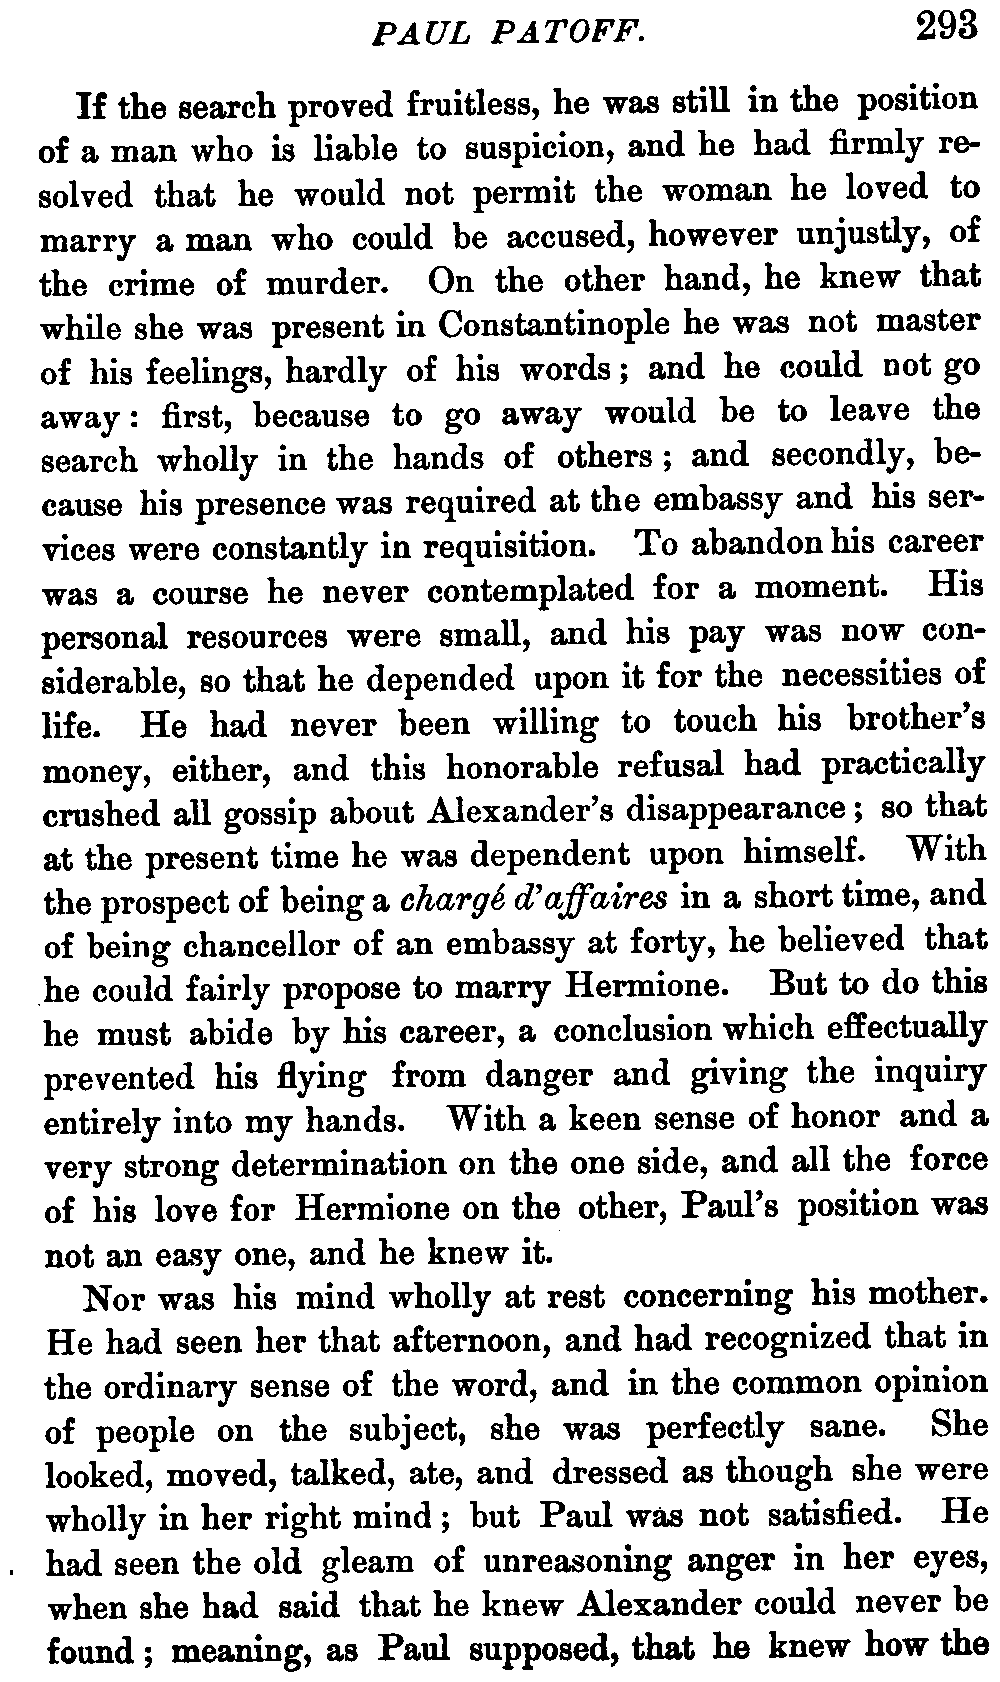 PAUL PATOFF. 293
If the search proved fruitless, he was still in the position
of a man who is liable to suspicion, and he had firmly re-
solved that he would not permit the woman he loved to
marry a man who could be accused, however unjustly, of
the crime of murder. On the other hand, he knew that
while she was present in Constantinople he was not master
of his feelings, hardly of his words; and he could not go
away: first, because to go away would be to leave the
search wholly in the hands of others; and secondly, be-
cause his presence was required at the embassy and his ser-
vices were constantly in requisition. To abandon his career
was a course he never contemplated for a moment. His
personal resources were small, and his pay was now con-
siderable, so that he depended upon it for the necessities of
life. He had never been willing to touch his brother's
money, either, and this honorable refusal had practically
crushed all gossip about Alexander's disappearance; so that
at the present time he was dependent upon himself. With
the prospect of being a chargé d'affaires in a short time, and
of being chancellor of an embassy at forty, he believed that
he could fairly propose to marry Hermione. But to do this
he must abide by his career, a conclusion which effectually
prevented his flying from danger and giving the inquiry
entirely into my hands. With a keen sense of honor and a
very strong determination on the one side, and all the force
of his love for Hermione on the other, Paul's position was
not an easy one, and he knew it.
Nor was his mind wholly at rest concerning his mother.
He had seen her that afternoon, and had recognized that in
the ordinary sense of the word, and in the common opinion
of people on the subject, she was perfectly sane. She
looked, moved, talked, ate, and dressed as though she were
wholly in her right mind; but Paul was not satisfied. He
had seen the old gleam of unreasoning anger in her eyes,
when she had said that he knew Alexander could never be
found; meaning, as Paul supposed, that he knew how the